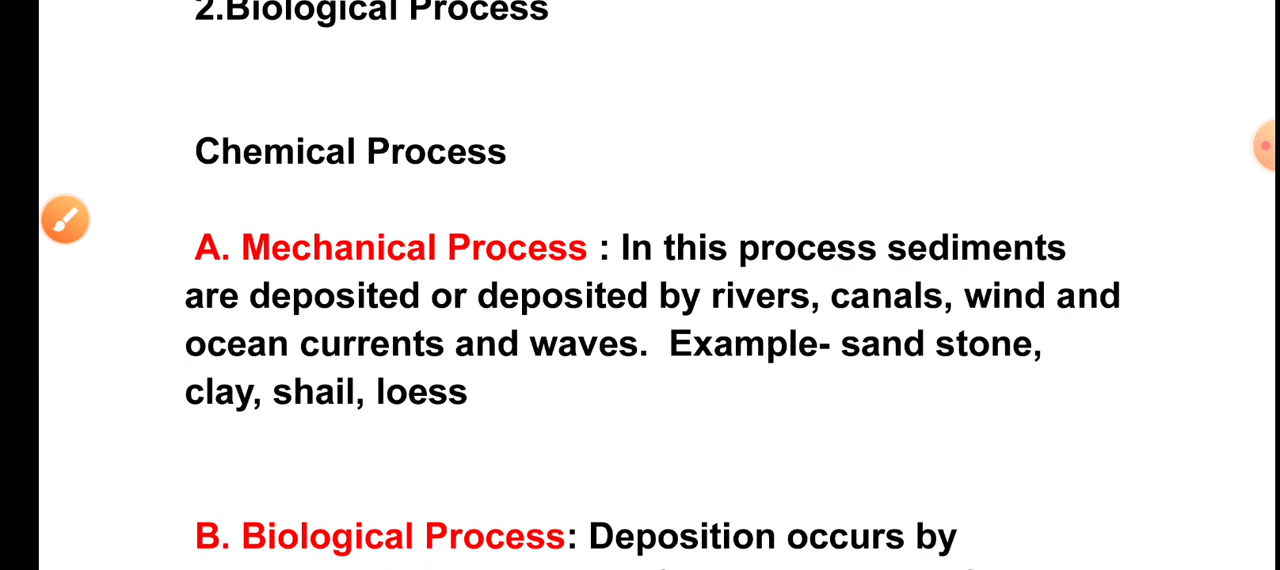 2.Biological Process
Chemical Process
A. Mechanical Process : In this process sediments
are deposited or deposited by rivers, canals, wind and
ocean currents and waves. Example- sand stone,
clay, shail, loess
B. Biological Process: Deposition occurs by